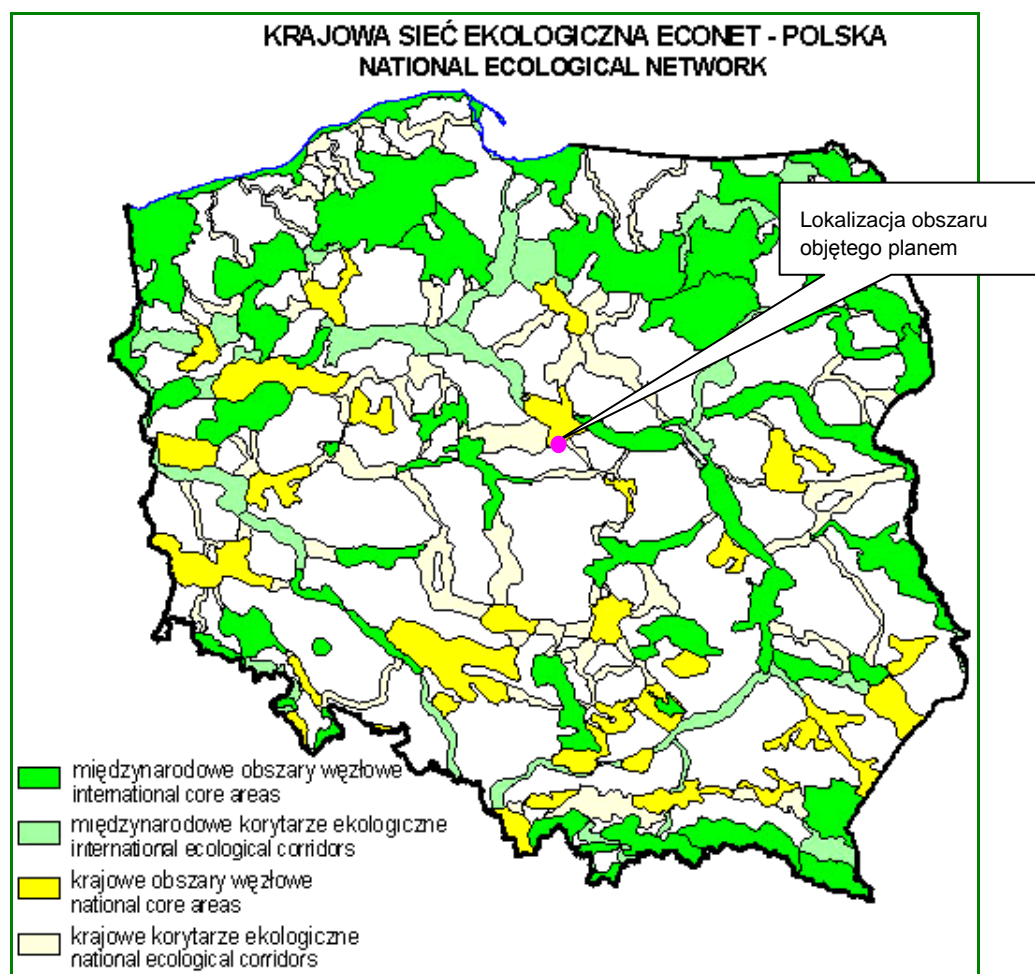 KRAJOWA SIEĆ EKOLOGICZNA ECONET - POLSKA
NATIONAL ECOLOGICAL NETWORK
Lokalizacja obszaru
objętego planem
międzynarodowe obszary węzłowe
international core areas
międzynarodowe korytarze ekologiczne
international ecological corridors
krajowe obszary węzłowe
national core areas
krajowe korytarze ekologiczne
national ecological corridors